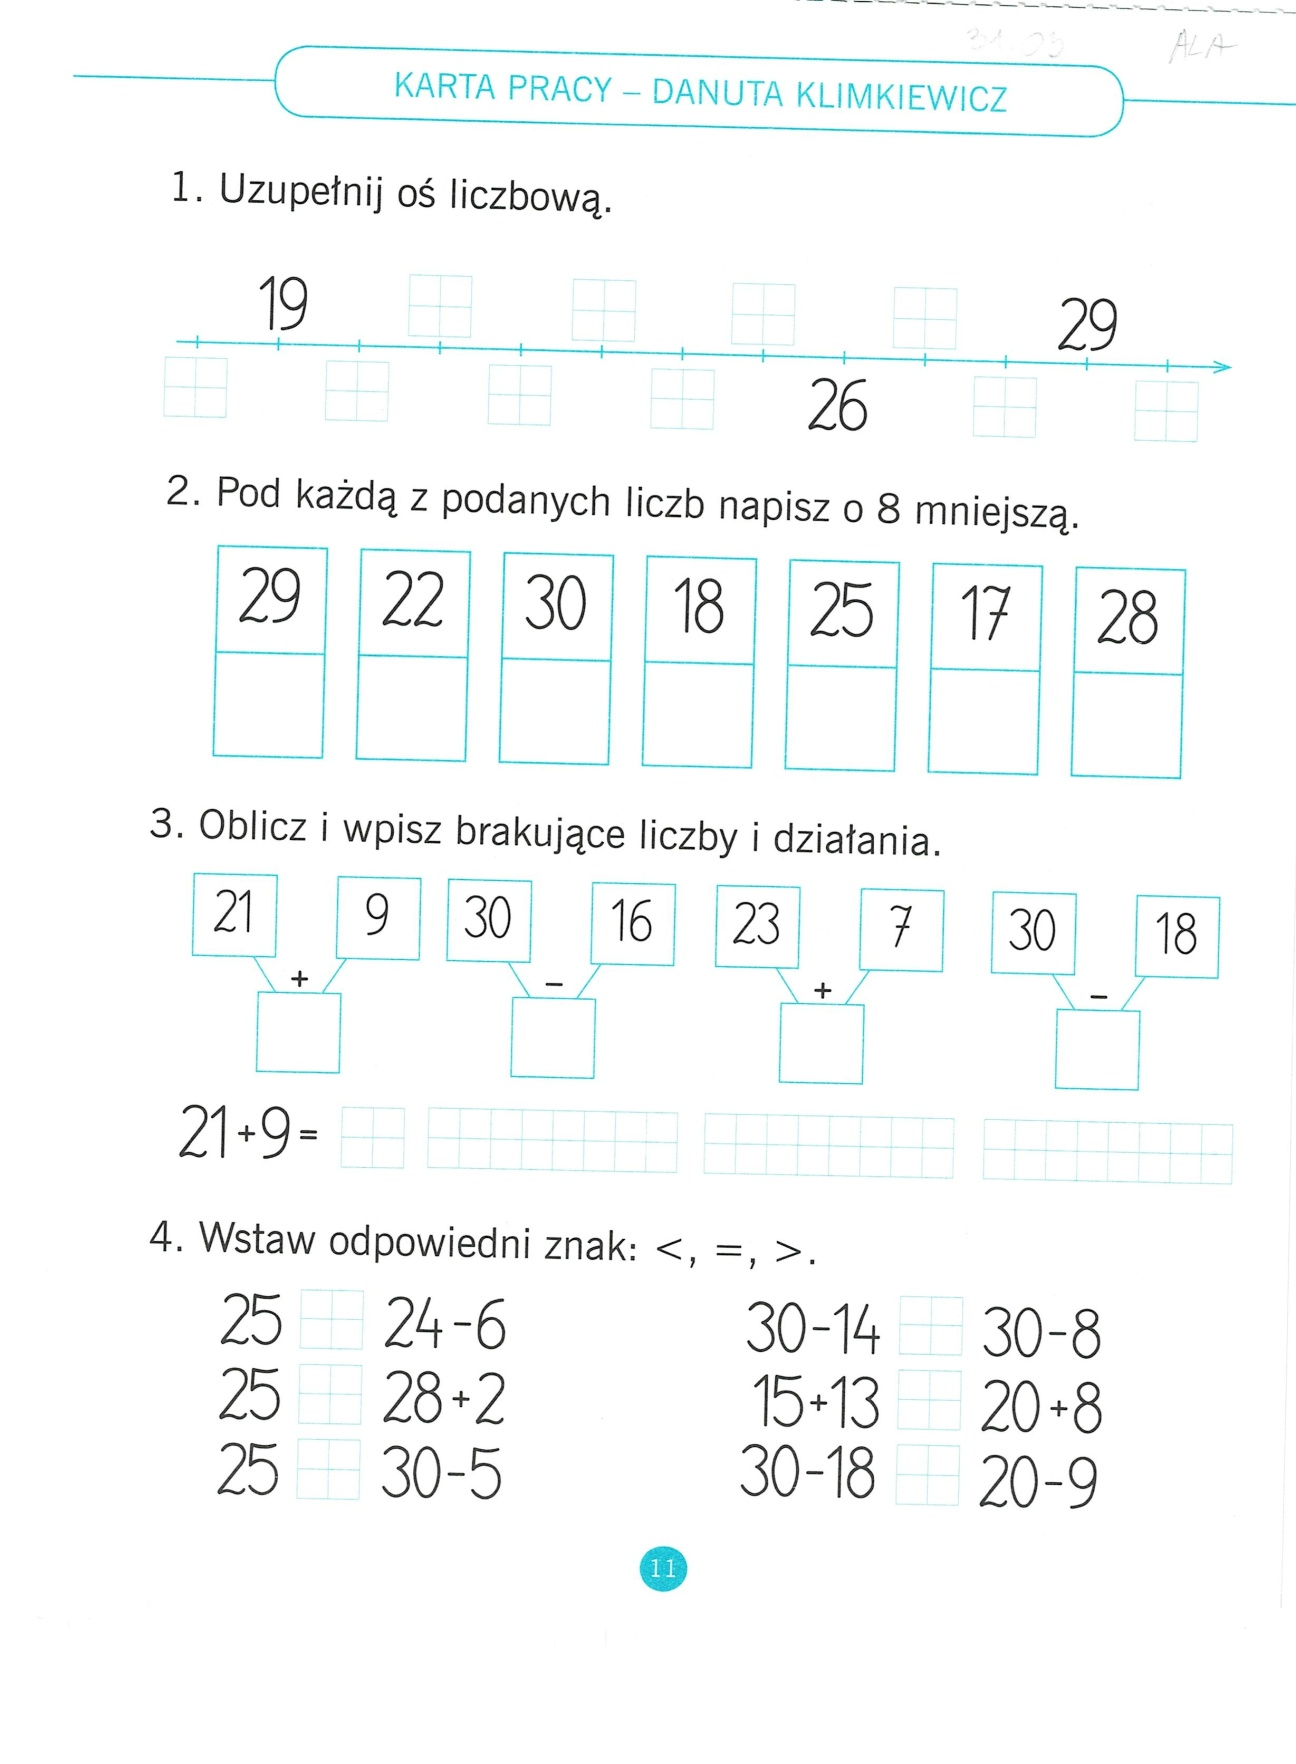 31.03 ALA
KARTA PRACY – DANUTA KLIMKIEWICZ
1. Uzupełnij oś liczbową.
19 29
26
2. Pod każdą z podanych liczb napisz o 8 mniejszą.
29 22 30 18 25 17 28
3. Oblicz i wpisz brakujące liczby i działania.
21 9 30 16 23 7 30 18
+ – + –
21+9=
4. Wstaw odpowiedni znak: <, =, >.
25 24-6 30-14 30-8
25 28+2 15+13 20+8
25 30-5 30-18 20-9
11